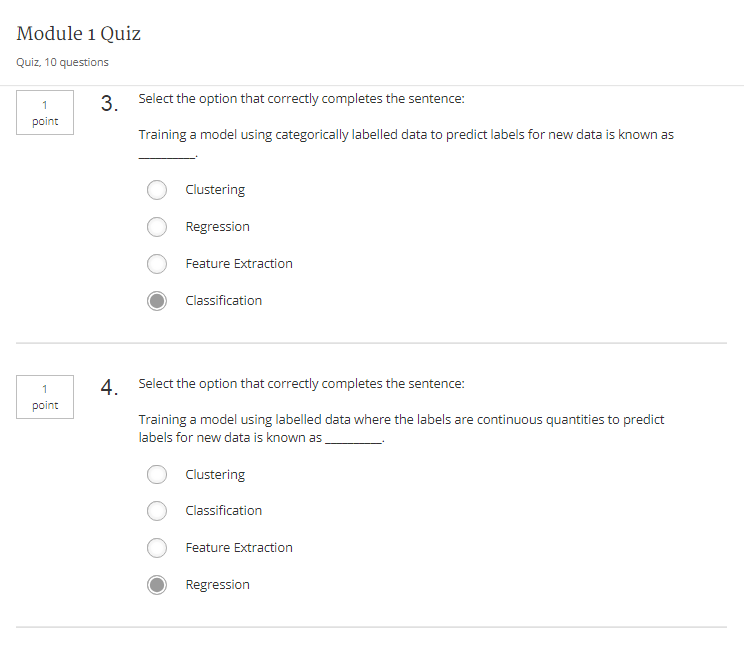 Module 1 Quiz
Quiz, 10 questions
1
point
3.
Select the option that correctly completes the sentence:
Training a model using categorically labelled data to predict labels for new data is known as
_________.
Clustering
Regression
Feature Extraction
Classification
1
point
4.
Select the option that correctly completes the sentence:
Training a model using labelled data where the labels are continuous quantities to predict
labels for new data is known as _________.
Clustering
Classification
Feature Extraction
Regression